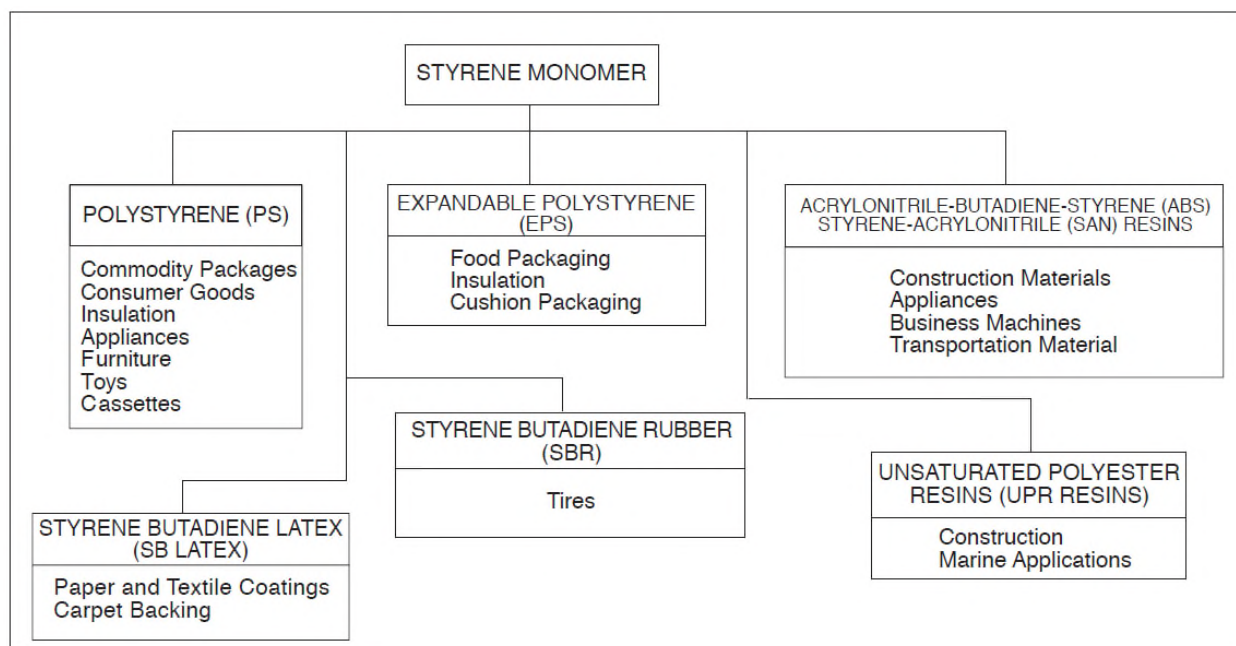 STYRENE MONOMER
POLYSTYRENE (PS)
Commodity Packages
Consumer Goods
Insulation
Appliances
Furniture
Toys
Cassettes
EXPANDABLE POLYSTYRENE
(EPS)
Food Packaging
Insulation
Cushion Packaging
ACRYLONITRILE-BUTADIENE-STYRENE (ABS)
STYRENE-ACRYLONITRILE (SAN) RESINS
Construction Materials
Appliances
Business Machines
Transportation Material
STYRENE BUTADIENE LATEX
(SB LATEX)
Paper and Textile Coatings
Carpet Backing
STYRENE BUTADIENE RUBBER
(SBR)
Tires
UNSATURATED POLYESTER
RESINS (UPR RESINS)
Construction
Marine Applications